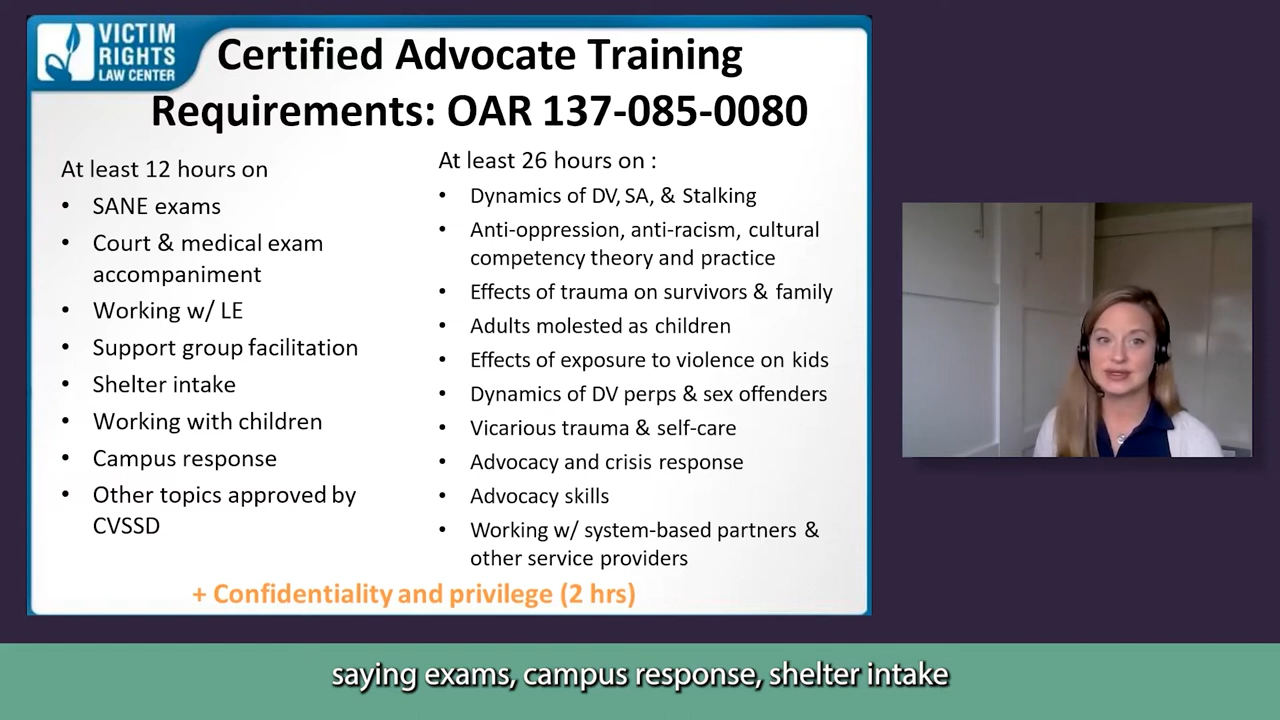 VICTIM
RIGHTS
LAW CENTER
Certified Advocate Training
Requirements: OAR 137-085-0080
At least 12 hours on
• SANE exams
• Court & medical exam
accompaniment
• Working w/ LE
• Support group facilitation
• Shelter intake
• Working with children
• Campus response
• Other topics approved by
CVSSD
At least 26 hours on :
• Dynamics of DV, SA, & Stalking
• Anti-oppression, anti-racism, cultural
competency theory and practice
• Effects of trauma on survivors & family
• Adults molested as children
• Effects of exposure to violence on kids
• Dynamics of DV perps & sex offenders
• Vicarious trauma & self-care
• Advocacy and crisis response
• Advocacy skills
• Working w/ system-based partners &
other service providers
+ Confidentiality and privilege (2 hrs)
saying exams, campus response, shelter intake